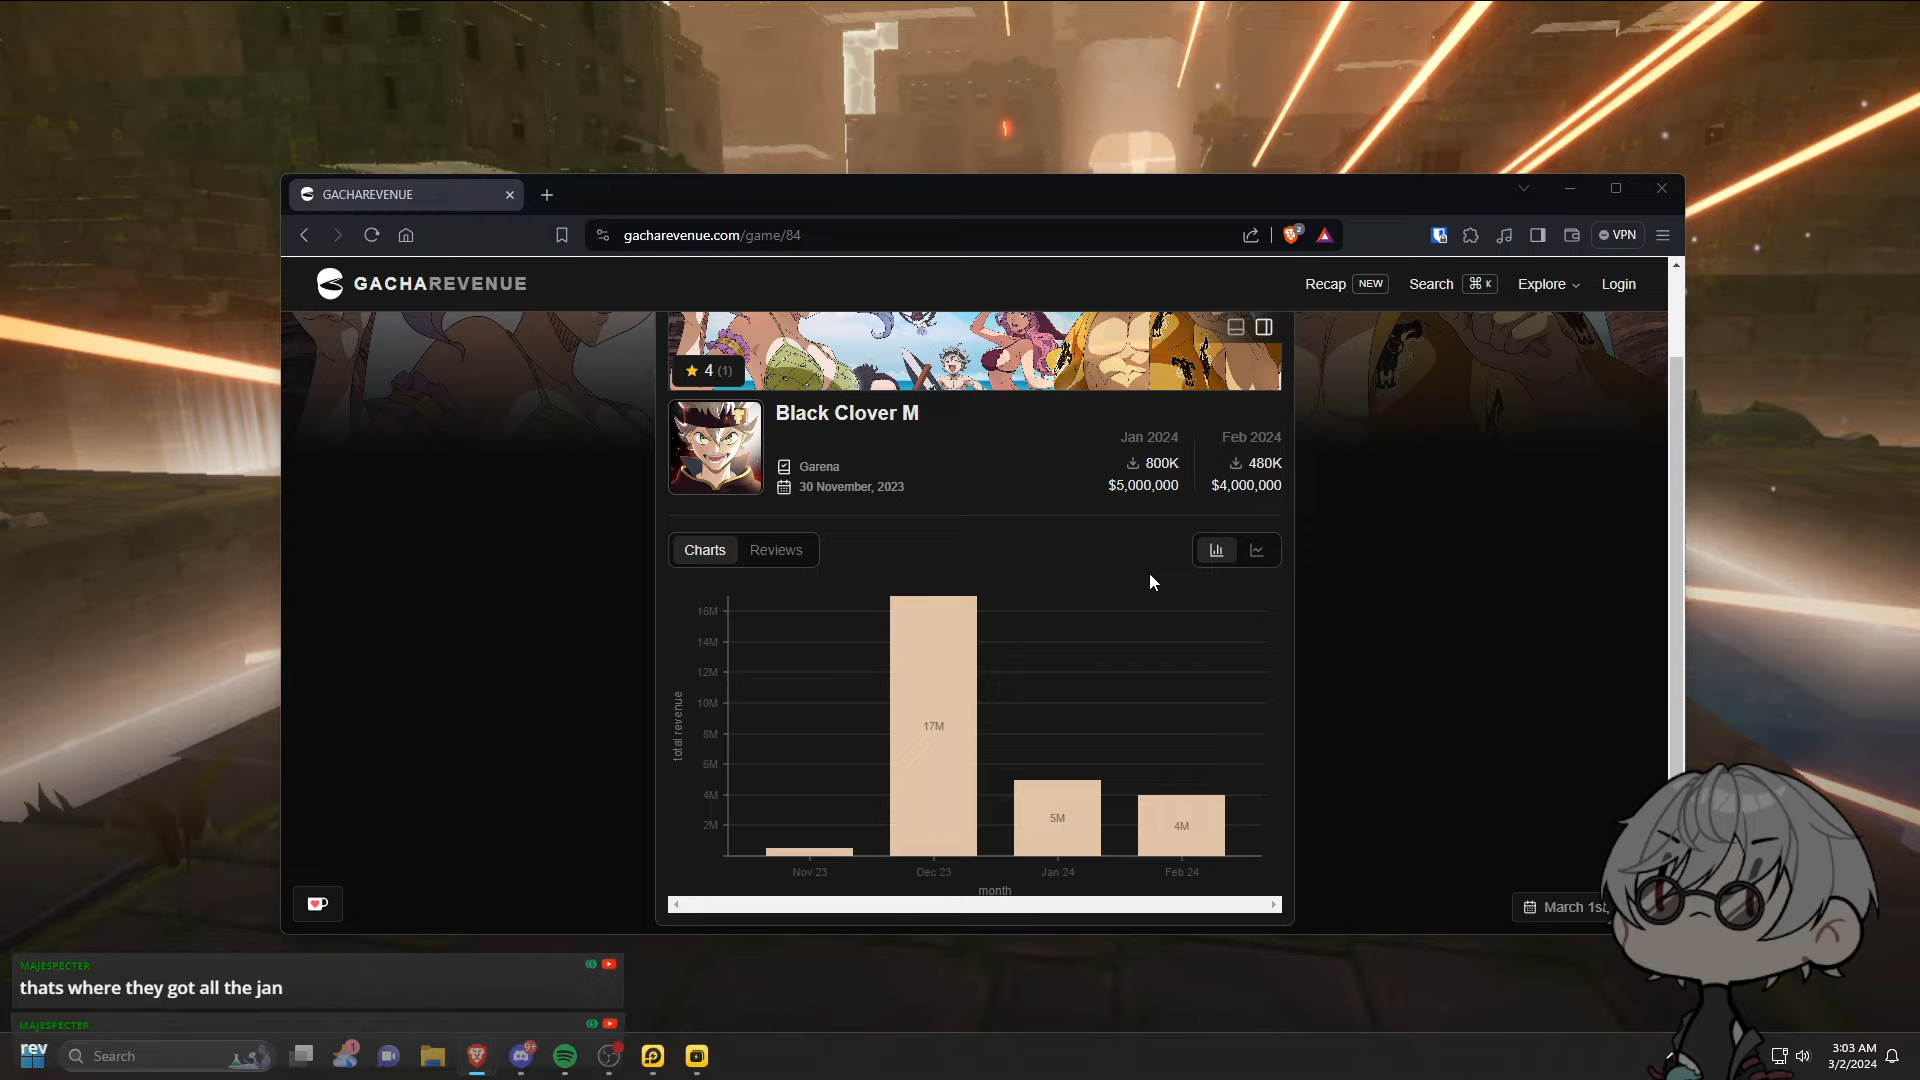 GACHAREVENUE
gacharevenue.com/game/84
2
VPN
GACHAREVENUE
Recap NEW Search ⌘ K Explore Login
4 (1)
Black Clover M
Jan 2024 Feb 2024
Garena
800K 480K
30 November, 2023
$5,000,000 $4,000,000
Charts Reviews
16M
14M
12M
10M
8M
6M
4M
2M
total revenue
17M
5M
4M
Nov 23 Dec 23 Jan 24 Feb 24
month
March 1st,
MAJESPECTER
thats where they got all the jan
MAJESPECTER
rev
Search
1
9+
3:03 AM
3/2/2024